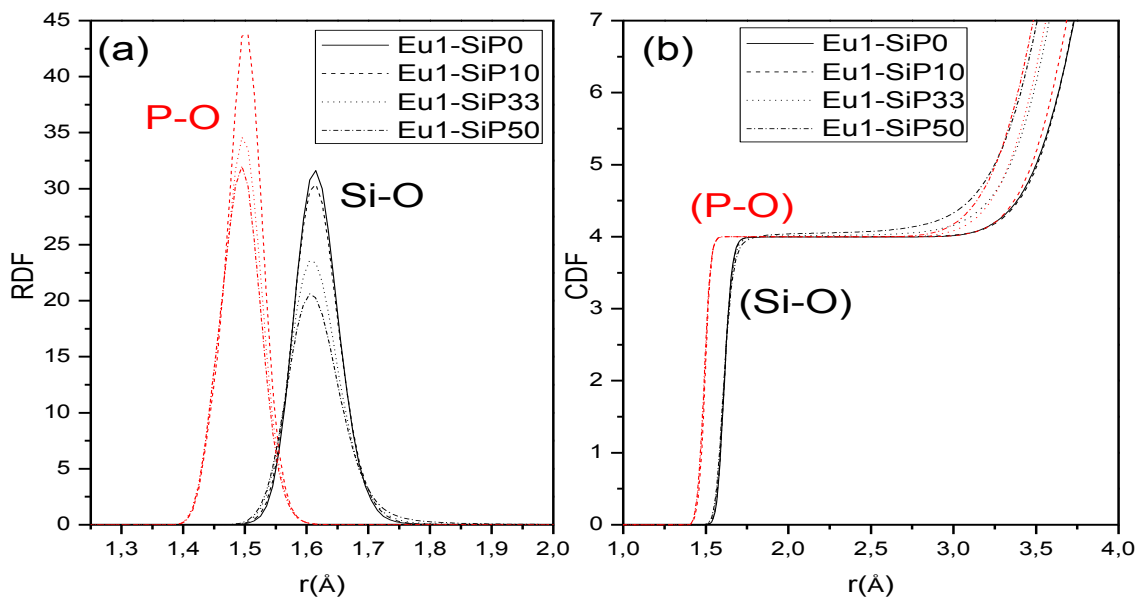 (a)
Eu1-SiP0
Eu1-SiP10
Eu1-SiP33
Eu1-SiP50
P-O
Si-O
RDF
45
40
35
30
25
20
15
10
5
0
1,3 1,4 1,5 1,6 1,7 1,8 1,9 2,0
r(Å)
(b)
Eu1-SiP0
Eu1-SiP10
Eu1-SiP33
Eu1-SiP50
(P-O)
(Si-O)
CDF
7
6
5
4
3
2
1
0
1,0 1,5 2,0 2,5 3,0 3,5 4,0
r(Å)